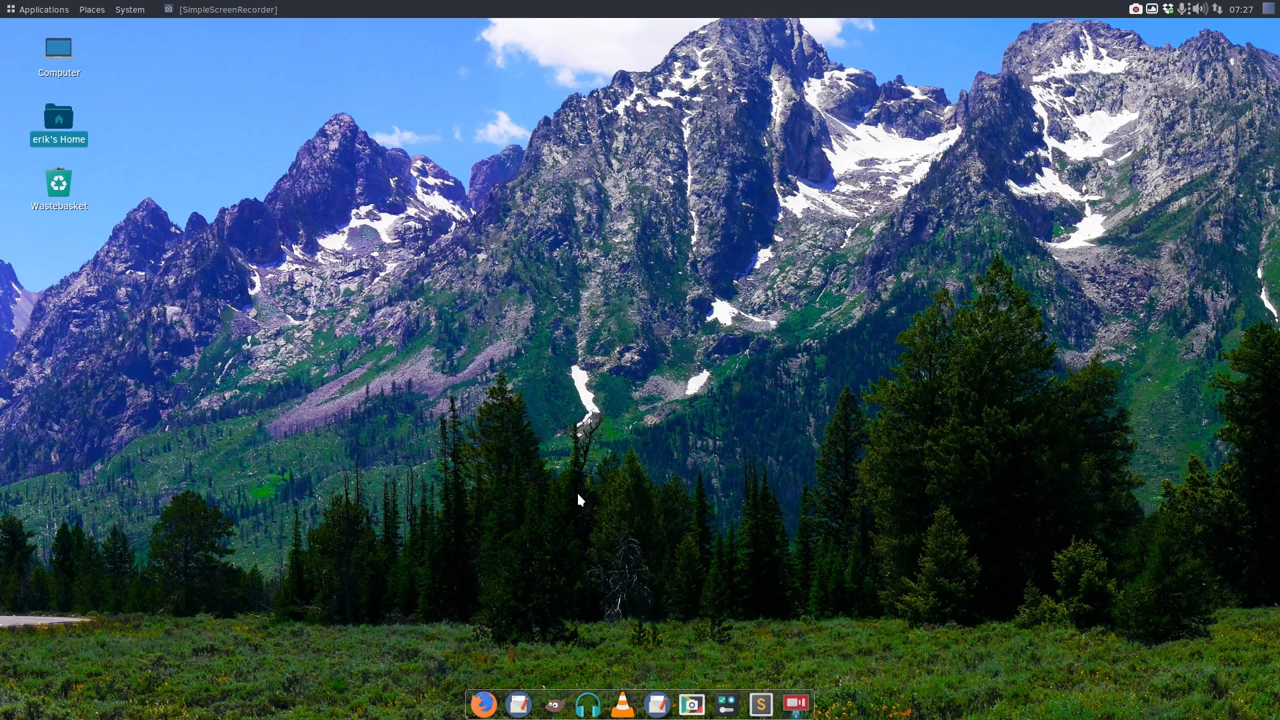 Applications Places System [SimpleScreenRecorder] 07:27
Computer
erik's Home
Wastebasket
S